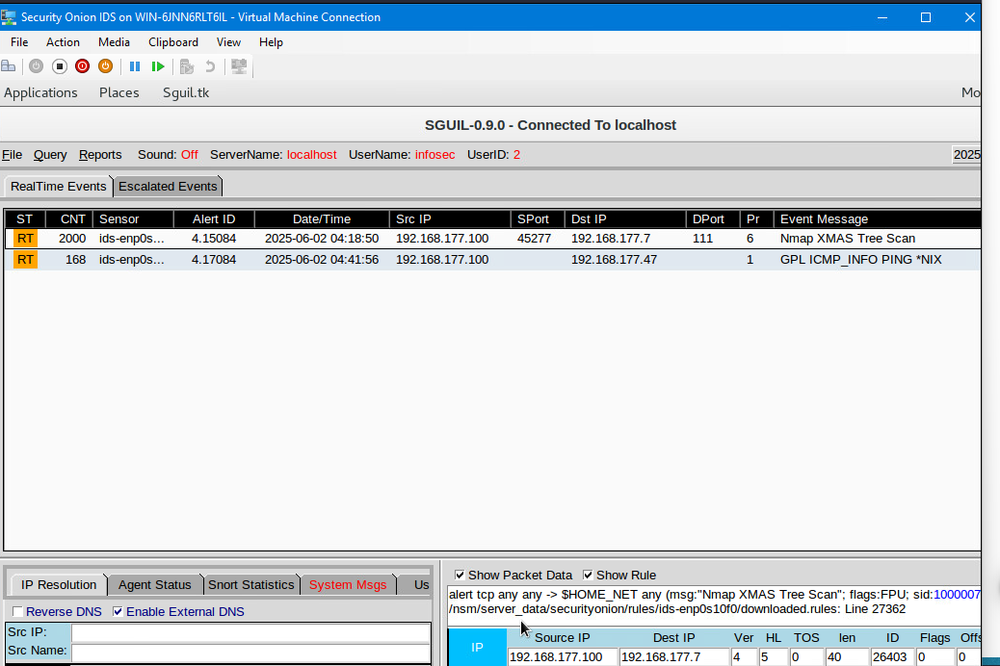 Security Onion IDS on WIN-6JNN6RLT6IL - Virtual Machine Connection
File Action Media Clipboard View Help
Applications Places Sguil.tk Mo
SGUIL-0.9.0 - Connected To localhost
File Query Reports Sound: Off ServerName: localhost UserName: infosec UserID: 2 2025
RealTime Events Escalated Events
ST CNT Sensor Alert ID Date/Time Src IP SPort Dst IP DPort Pr Event Message
RT 2000 ids-enp0s... 4.15084 2025-06-02 04:18:50 192.168.177.100 45277 192.168.177.7 111 6 Nmap XMAS Tree Scan
RT 168 ids-enp0s... 4.17084 2025-06-02 04:41:56 192.168.177.100 192.168.177.47 1 GPL ICMP_INFO PING *NIX
IP Resolution Agent Status Snort Statistics System Msgs Us
Reverse DNS Enable External DNS
Src IP:
Src Name:
Show Packet Data Show Rule
alert tcp any any -> $HOME_NET any (msg:"Nmap XMAS Tree Scan"; flags:FPU; sid:1000007
/nsm/server_data/securityonion/rules/ids-enp0s10f0/downloaded.rules: Line 27362
IP Source IP Dest IP Ver HL TOS len ID Flags Offs
192.168.177.100 192.168.177.7 4 5 0 40 26403 0 0